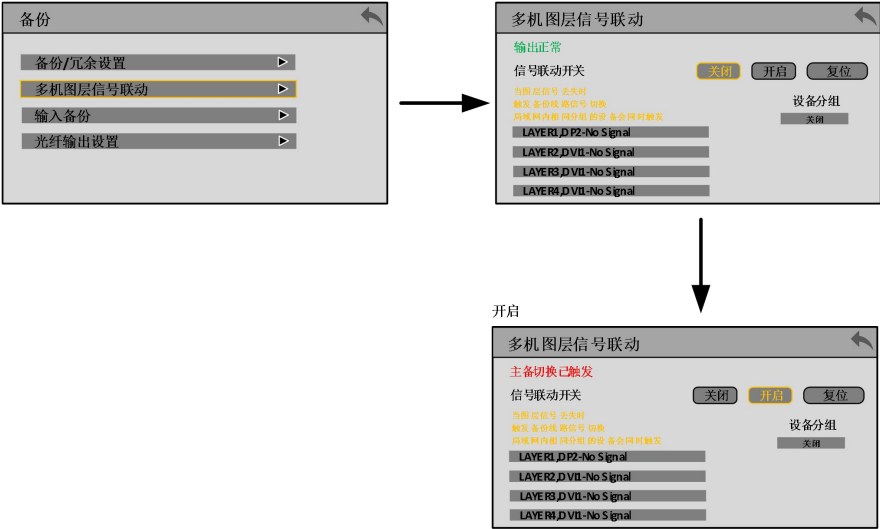 备份
备份/冗余设置
多机图层信号联动
输入备份
光纤输出设置
多机图层信号联动
输出正常
信号联动开关 关闭 开启 复位
当图层信号丢失时
触发备份线路信号切换
局域网内相同分组的设备会同时触发
设备分组
关闭
LAYER1,DP2-No Signal
LAYER2,DVI1-No Signal
LAYER3,DVI1-No Signal
LAYER4,DVI1-No Signal
开启
多机图层信号联动
主备切换已触发
信号联动开关 关闭 开启 复位
当图层信号丢失时
触发备份线路信号切换
局域网内相同分组的设备会同时触发
设备分组
关闭
LAYER1,DP2-No Signal
LAYER2,DVI1-No Signal
LAYER3,DVI1-No Signal
LAYER4,DVI1-No Signal